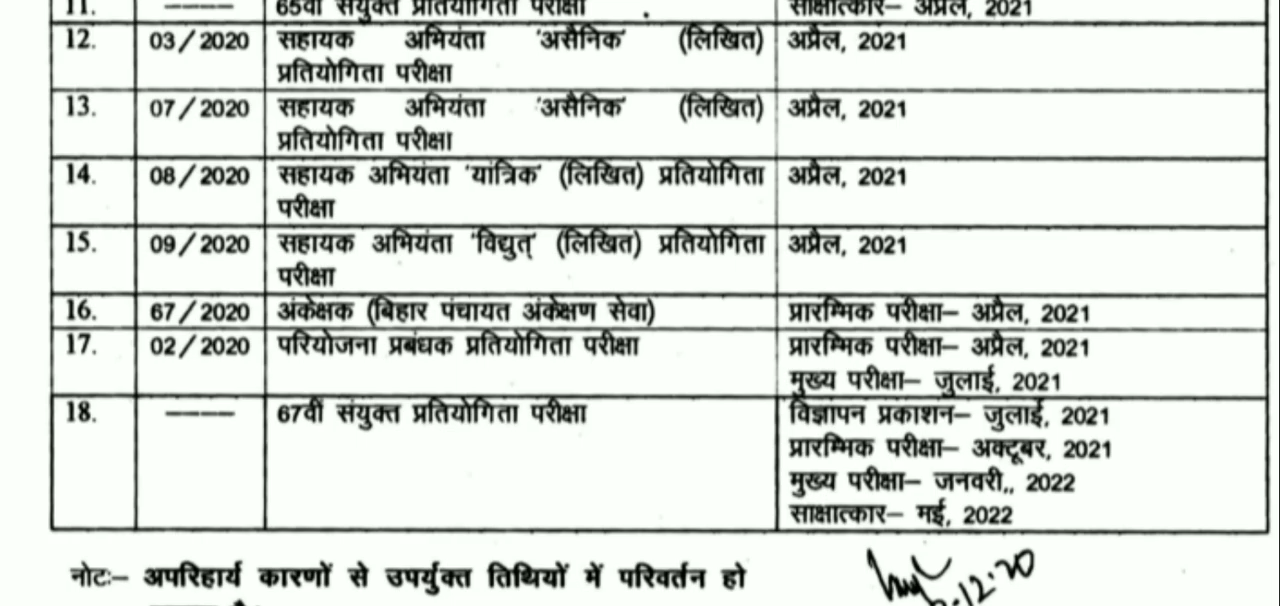 11. ---- 65वीं संयुक्त प्रतियोगिता परीक्षा साक्षात्कार– अप्रैल, 2021
12. 03/2020 सहायक अभियंता 'असैनिक' (लिखित) अप्रैल, 2021
प्रतियोगिता परीक्षा
13. 07/2020 सहायक अभियंता 'असैनिक' (लिखित) अप्रैल, 2021
प्रतियोगिता परीक्षा
14. 08/2020 सहायक अभियंता 'यांत्रिक' (लिखित) प्रतियोगिता अप्रैल, 2021
परीक्षा
15. 09/2020 सहायक अभियंता 'विद्युत्' (लिखित) प्रतियोगिता अप्रैल, 2021
परीक्षा
16. 67/2020 अंकेक्षक (बिहार पंचायत अंकेक्षण सेवा) प्रारम्भिक परीक्षा– अप्रैल, 2021
17. 02/2020 परियोजना प्रबंधक प्रतियोगिता परीक्षा प्रारम्भिक परीक्षा– अप्रैल, 2021
मुख्य परीक्षा– जुलाई, 2021
18. ---- 67वीं संयुक्त प्रतियोगिता परीक्षा विज्ञापन प्रकाशन– जुलाई, 2021
प्रारम्भिक परीक्षा– अक्टूबर, 2021
मुख्य परीक्षा– जनवरी,, 2022
साक्षात्कार– मई, 2022
नोटः– अपरिहार्य कारणों से उपर्युक्त तिथियों में परिवर्तन हो
12.20